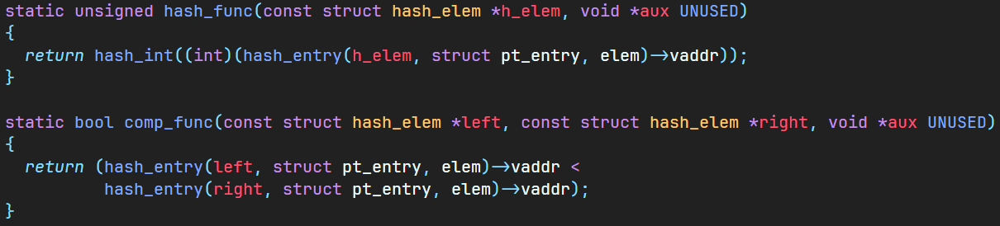 static unsigned hash_func(const struct hash_elem *h_elem, void *aux UNUSED)
{
  return hash_int((int)(hash_entry(h_elem, struct pt_entry, elem)->vaddr));
}

static bool comp_func(const struct hash_elem *left, const struct hash_elem *right, void *aux UNUSED)
{
  return (hash_entry(left, struct pt_entry, elem)->vaddr <
          hash_entry(right, struct pt_entry, elem)->vaddr);
}